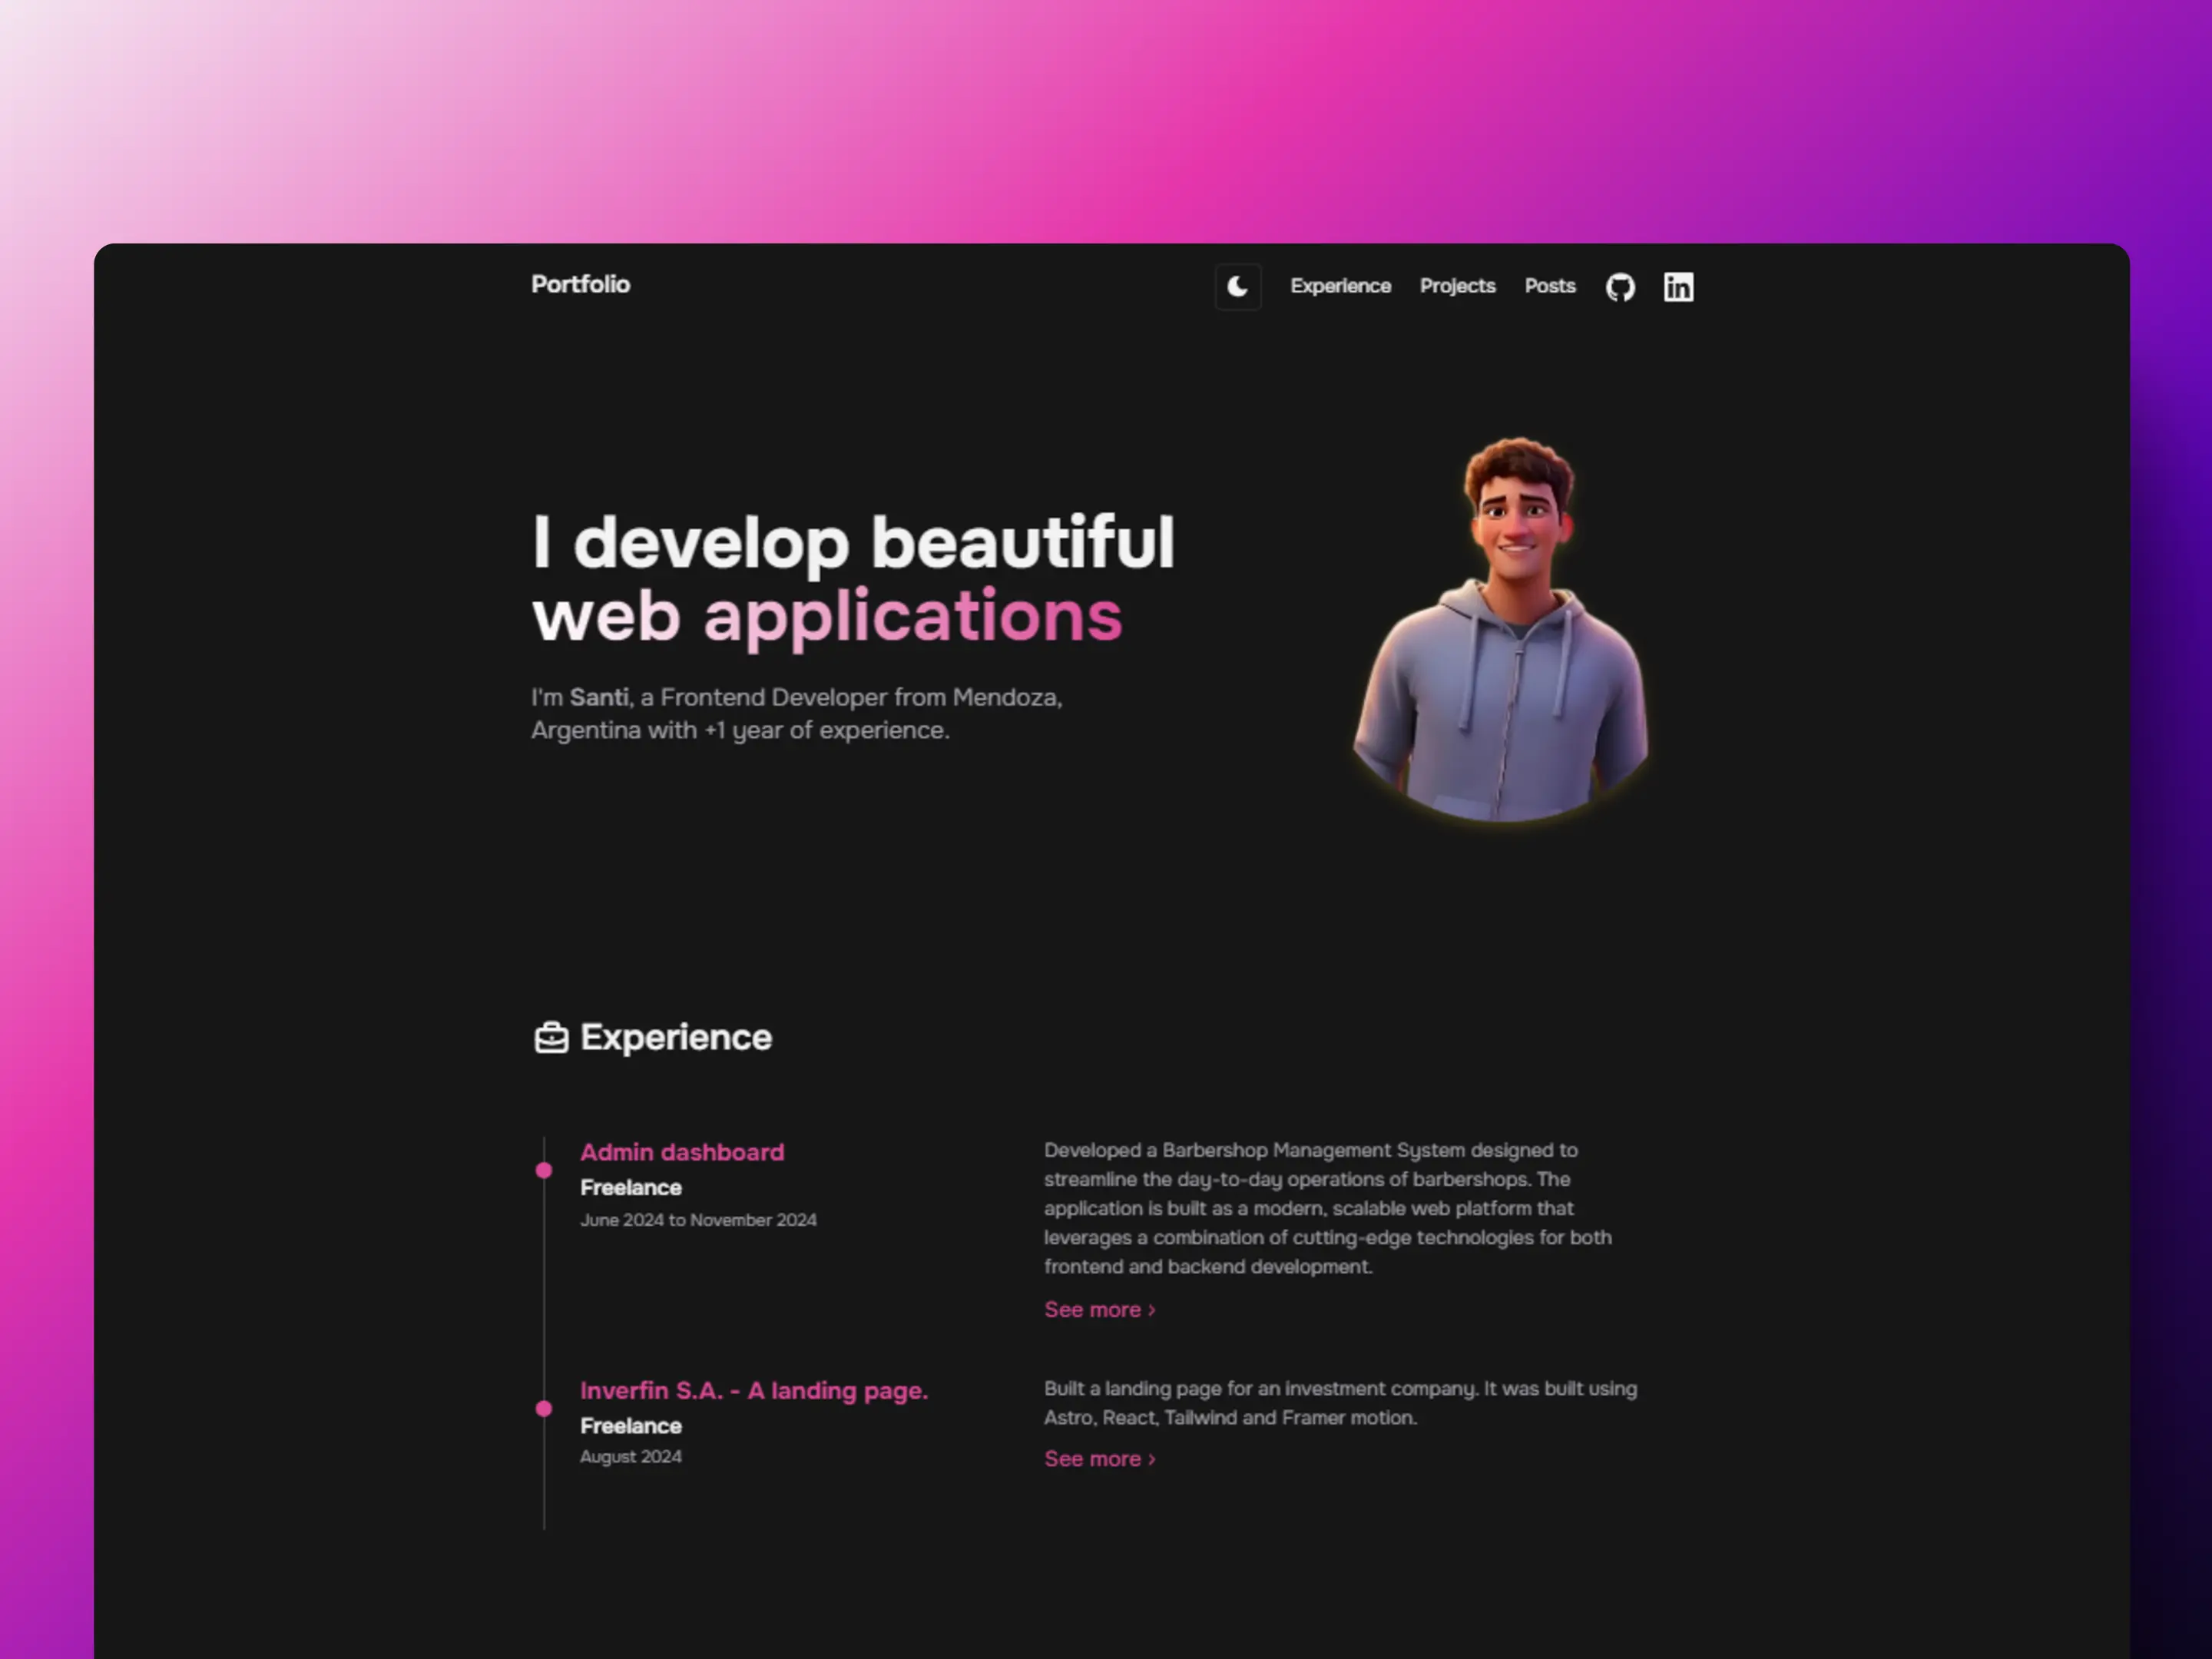 Portfolio
Experience
Projects
Posts
in
I develop beautiful
web applications
I'm Santi, a Frontend Developer from Mendoza,
Argentina with +1 year of experience.
Experience
Admin dashboard
Freelance
June 2024 to November 2024
Developed a Barbershop Management System designed to
streamline the day-to-day operations of barbershops. The
application is built as a modern, scalable web platform that
leverages a combination of cutting-edge technologies for both
frontend and backend development.
See more ›
Inverfin S.A. - A landing page.
Freelance
August 2024
Built a landing page for an investment company. It was built using
Astro, React, Tailwind and Framer motion.
See more ›